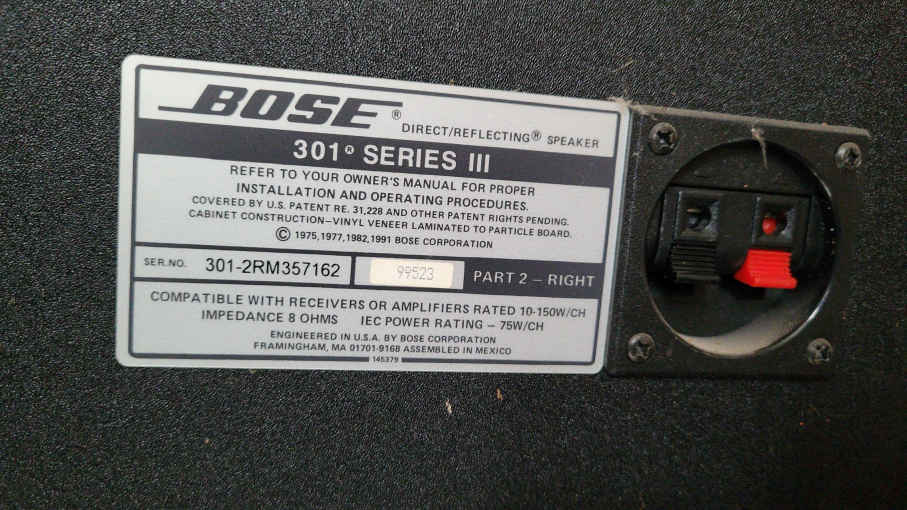 BOSE®
DIRECT/REFLECTING® SPEAKER
301® SERIES III
REFER TO YOUR OWNER'S MANUAL FOR PROPER
INSTALLATION AND OPERATING PROCEDURES.
COVERED BY U.S. PATENT RE. 31,228 AND OTHER PATENT RIGHTS PENDING.
CABINET CONSTRUCTION–VINYL VENEER LAMINATED TO PARTICLE BOARD.
© 1975,1977,1982,1991 BOSE CORPORATION
SER.NO. 301-2RM357162 99523 PART 2 – RIGHT
COMPATIBLE WITH RECEIVERS OR AMPLIFIERS RATED 10-150W/CH
IMPEDANCE 8 OHMS IEC POWER RATING – 75W/CH
ENGINEERED IN U.S.A. BY BOSE CORPORATION
FRAMINGHAM, MA 01701-9168 ASSEMBLED IN MEXICO
145379